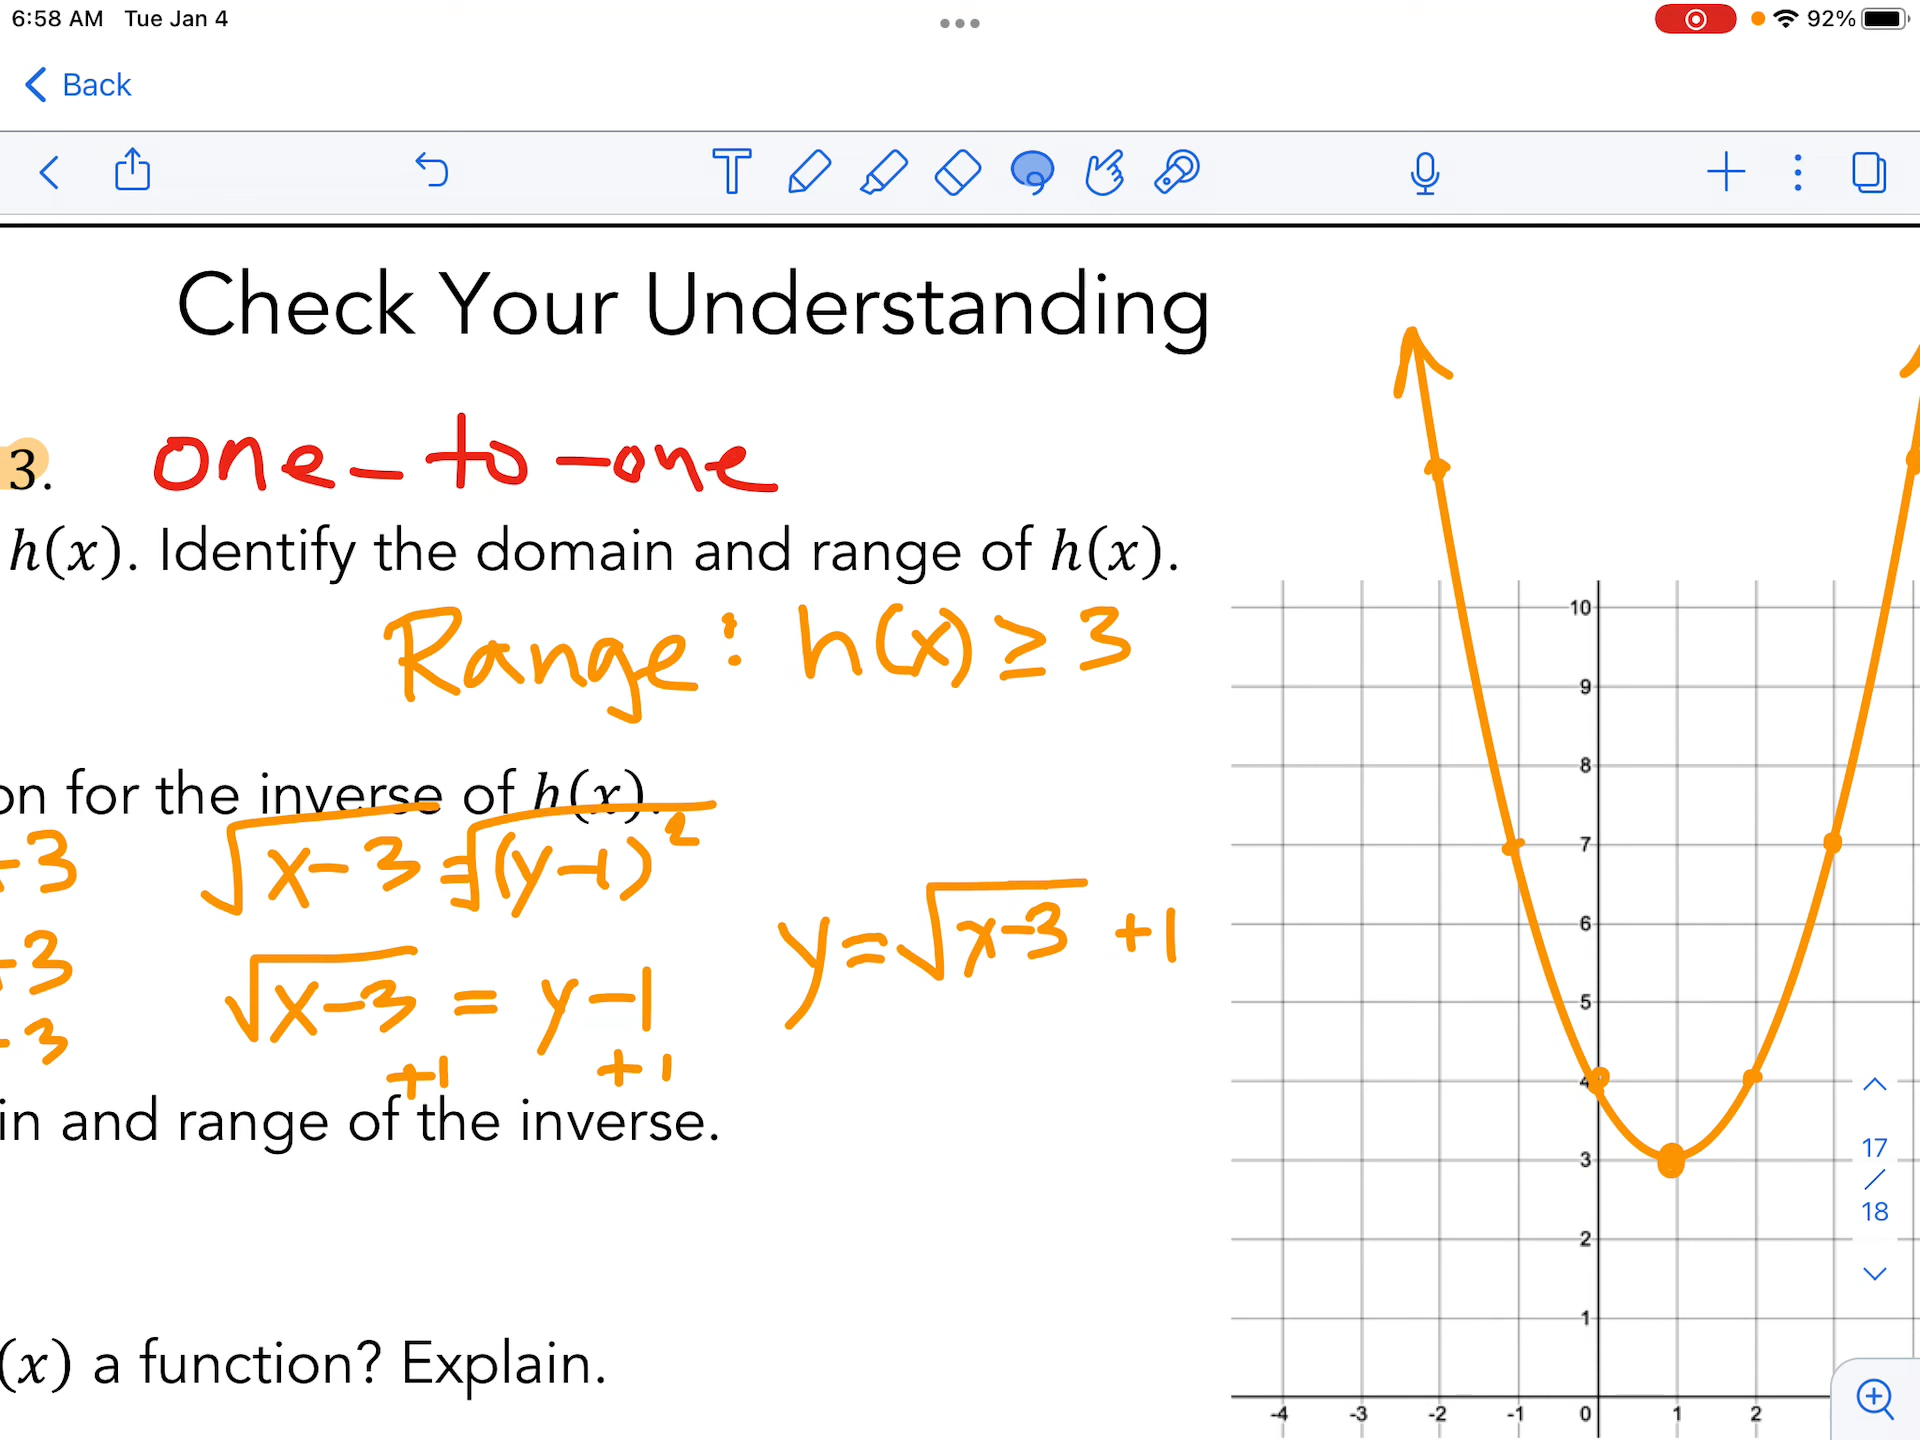 6:58 AM Tue Jan 4
92%
Back
Check Your Understanding
3. one-to-one
h(x). Identify the domain and range of h(x).
Range: h(x) ≥ 3
on for the inverse of h(x).
-3 √x-3 = √(y-1)²
y = √x-3 +1
+3 √x-3 = y-1
-3 +1 +1
in and range of the inverse.
(x) a function? Explain.
10
9
8
7
6
5
4
3
2
1
-4 -3 -2 -1 0 1 2
17
/
18